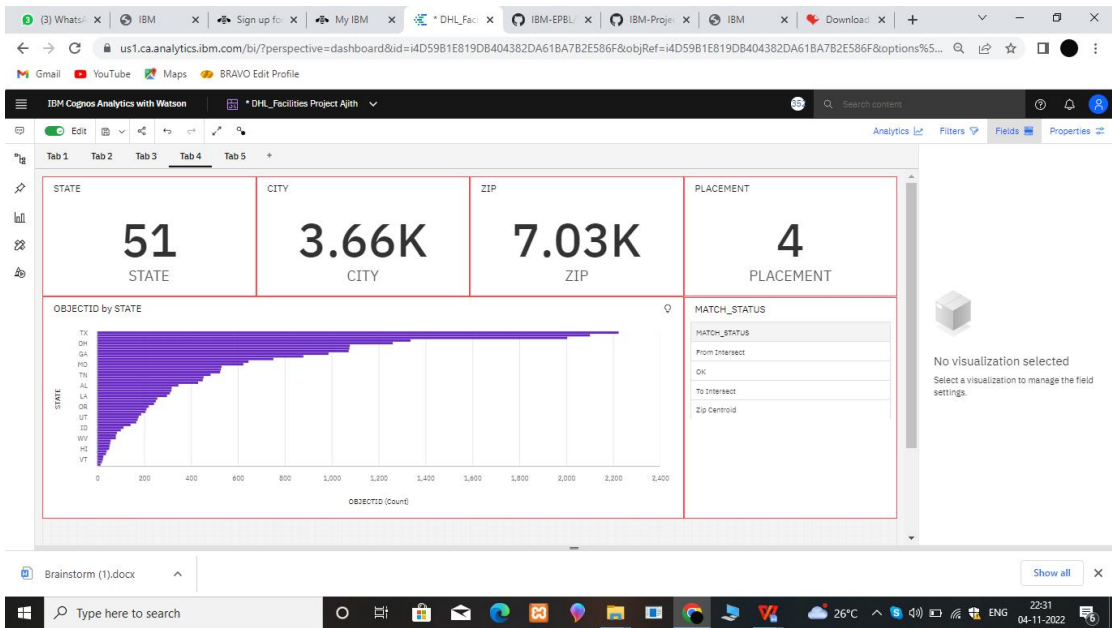 (3) WhatsA
IBM
Sign up for
My IBM
* DHL_Faci
IBM-EPBL/
IBM-Projec
IBM
Download
us1.ca.analytics.ibm.com/bi/?perspective=dashboard&id=i4D59B1E819DB404382DA61BA7B2E586F&objRef=i4D59B1E819DB404382DA61BA7B2E586F&options%5...
Gmail YouTube Maps BRAVO Edit Profile
IBM Cognos Analytics with Watson * DHL_Facilities Project Ajith Search content
Edit Analytics Filters Fields Properties
Tab 1 Tab 2 Tab 3 Tab 4 Tab 5 +
STATE
51
STATE
CITY
3.66K
CITY
ZIP
7.03K
ZIP
PLACEMENT
4
PLACEMENT
OBJECTID by STATE
STATE
TX
OH
GA
MO
TN
AL
LA
OR
UT
ID
WV
HI
VT
0 200 400 600 800 1,000 1,200 1,400 1,600 1,800 2,000 2,200 2,400
OBJECTID (Count)
MATCH_STATUS
MATCH_STATUS
From Intersect
OK
To Intersect
Zip Centroid
No visualization selected
Select a visualization to manage the field
settings.
Brainstorm (1).docx
Show all
Type here to search
26°C
ENG
22:31
04-11-2022